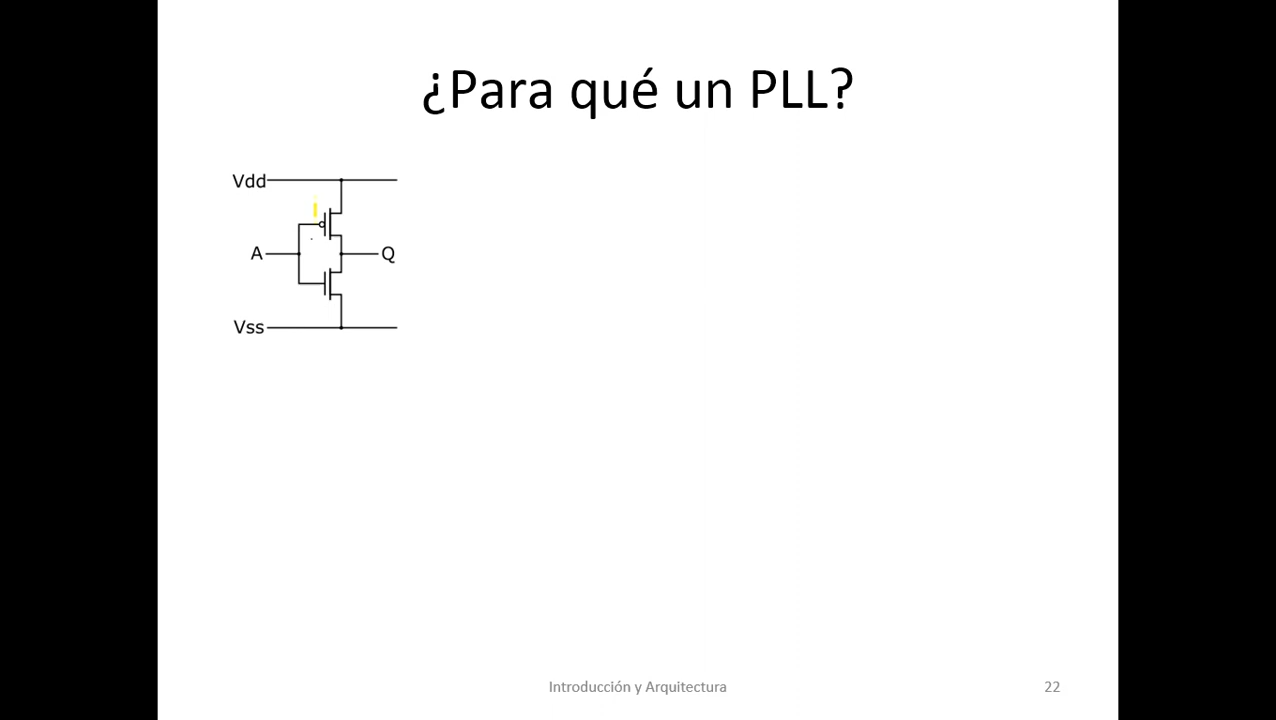 ¿Para qué un PLL?
Vdd
A
Q
Vss
Introducción y Arquitectura
22